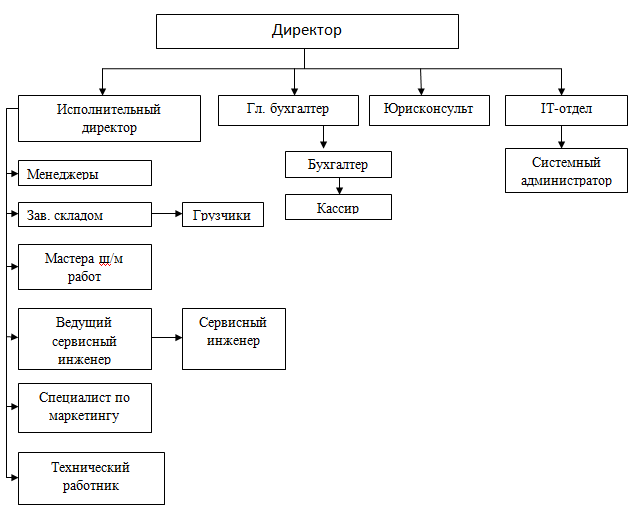 Директор
Исполнительный
директор
Гл. бухгалтер
Юрисконсульт
IT-отдел
Бухгалтер
Системный
администратор
Менеджеры
Кассир
Зав. складом
Грузчики
Мастера ш/м
работ
Ведущий
сервисный
инженер
Сервисный
инженер
Специалист по
маркетингу
Технический
работник